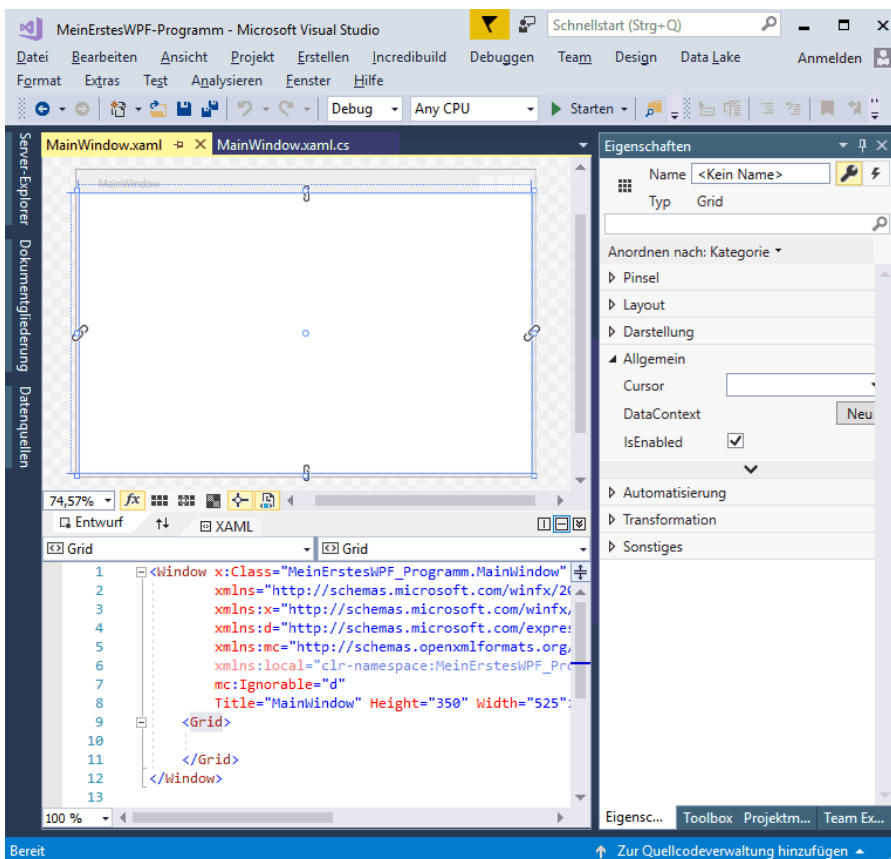 MeinErstesWPF-Programm - Microsoft Visual Studio
Schnellstart (Strg+Q)
Datei Bearbeiten Ansicht Projekt Erstellen Incredibuild Debuggen Team Design Data Lake Anmelden
Format Extras Test Analysieren Fenster Hilfe
Debug Any CPU Starten
Server-Explorer
Dokumentgliederung
Datenquellen
MainWindow.xaml MainWindow.xaml.cs
MainWindow
74,57% fx
Entwurf XAML
Grid Grid
1 <Window x:Class="MeinErstesWPF_Programm.MainWindow"
2 xmlns="http://schemas.microsoft.com/winfx/20
3 xmlns:x="http://schemas.microsoft.com/winfx/
4 xmlns:d="http://schemas.microsoft.com/expres
5 xmlns:mc="http://schemas.openxmlformats.org/
6 xmlns:local="clr-namespace:MeinErstesWPF_Pro
7 mc:Ignorable="d"
8 Title="MainWindow" Height="350" Width="525">
9 <Grid>
10
11 </Grid>
12 </Window>
13
100 %
Eigenschaften
Name <Kein Name>
Typ Grid
Anordnen nach: Kategorie
Pinsel
Layout
Darstellung
Allgemein
Cursor
DataContext Neu
IsEnabled
Automatisierung
Transformation
Sonstiges
Eigensc... Toolbox Projektm... Team Ex...
Bereit
Zur Quellcodeverwaltung hinzufügen